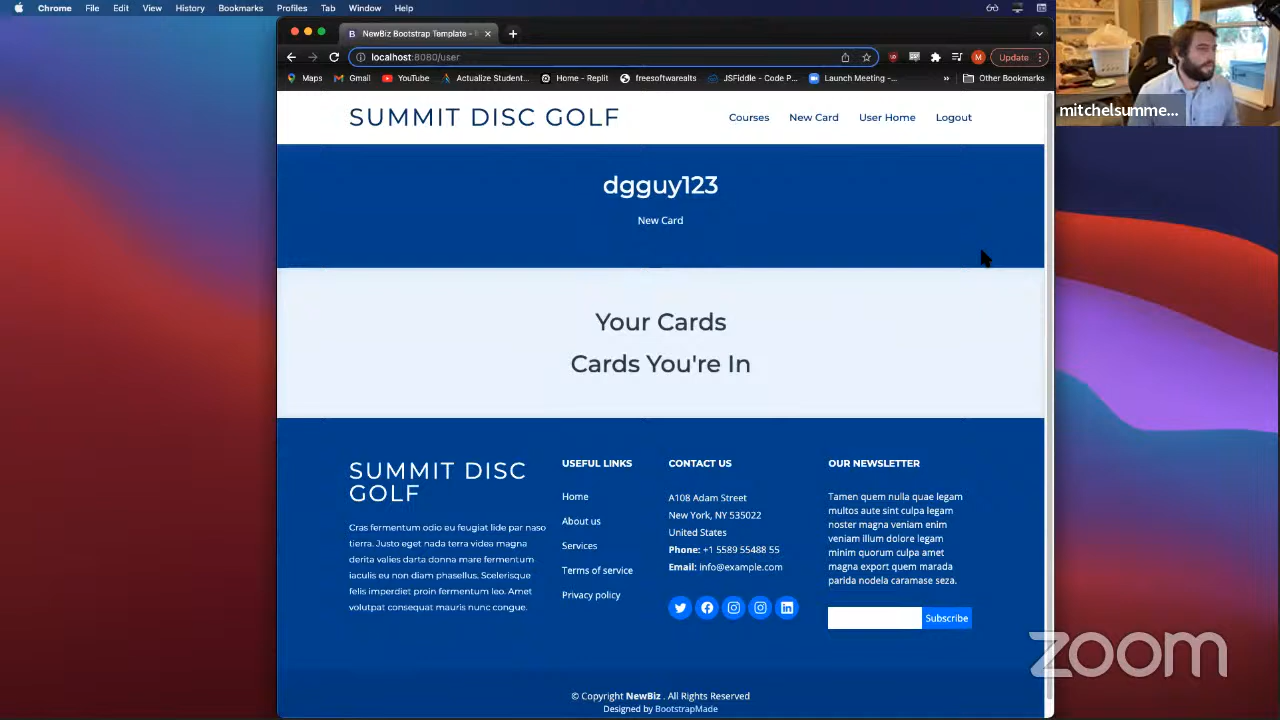 Chrome File Edit View History Bookmarks Profiles Tab Window Help
NewBiz Bootstrap Template -
localhost:8080/user
M
Update
Maps Gmail YouTube Actualize Student... Home - Replit freesoftwareats JSFiddle - Code P... Launch Meeting -... » Other Bookmarks
mitchelsumme...
SUMMIT DISC GOLF
Courses New Card User Home Logout
dgguy123
New Card
Your Cards
Cards You're In
SUMMIT DISC
GOLF
Cras fermentum odio eu feugiat lide par naso
tierra. Justo eget nada terra videa magna
derita valies darta donna mare fermentum
iaculis eu non diam phasellus. Scelerisque
felis imperdiet proin fermentum leo. Amet
volutpat consequat mauris nunc congue.
USEFUL LINKS
Home
About us
Services
Terms of service
Privacy policy
CONTACT US
A108 Adam Street
New York, NY 535022
United States
Phone: +1 5589 55488 55
Email: info@example.com
OUR NEWSLETTER
Tamen quem nulla quae legam
multos aute sint culpa legam
noster magna veniam enim
veniam illum dolore legam
minim quorum culpa amet
magna export quem marada
parida nodela caramase seza.
Subscribe
zoom
© Copyright NewBiz . All Rights Reserved
Designed by BootstrapMade